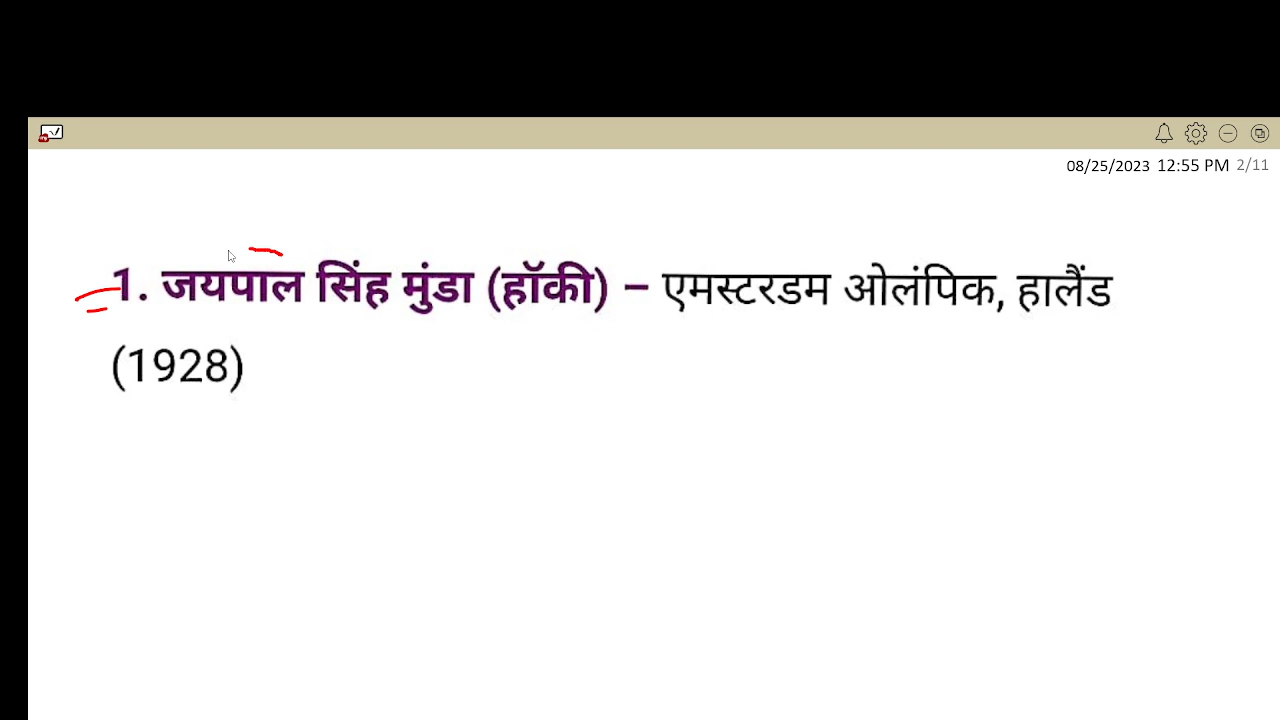 08/25/2023 12:55 PM 2/11
1. जयपाल सिंह मुंडा (हॉकी) – एमस्टरडम ओलंपिक, हालैंड
(1928)